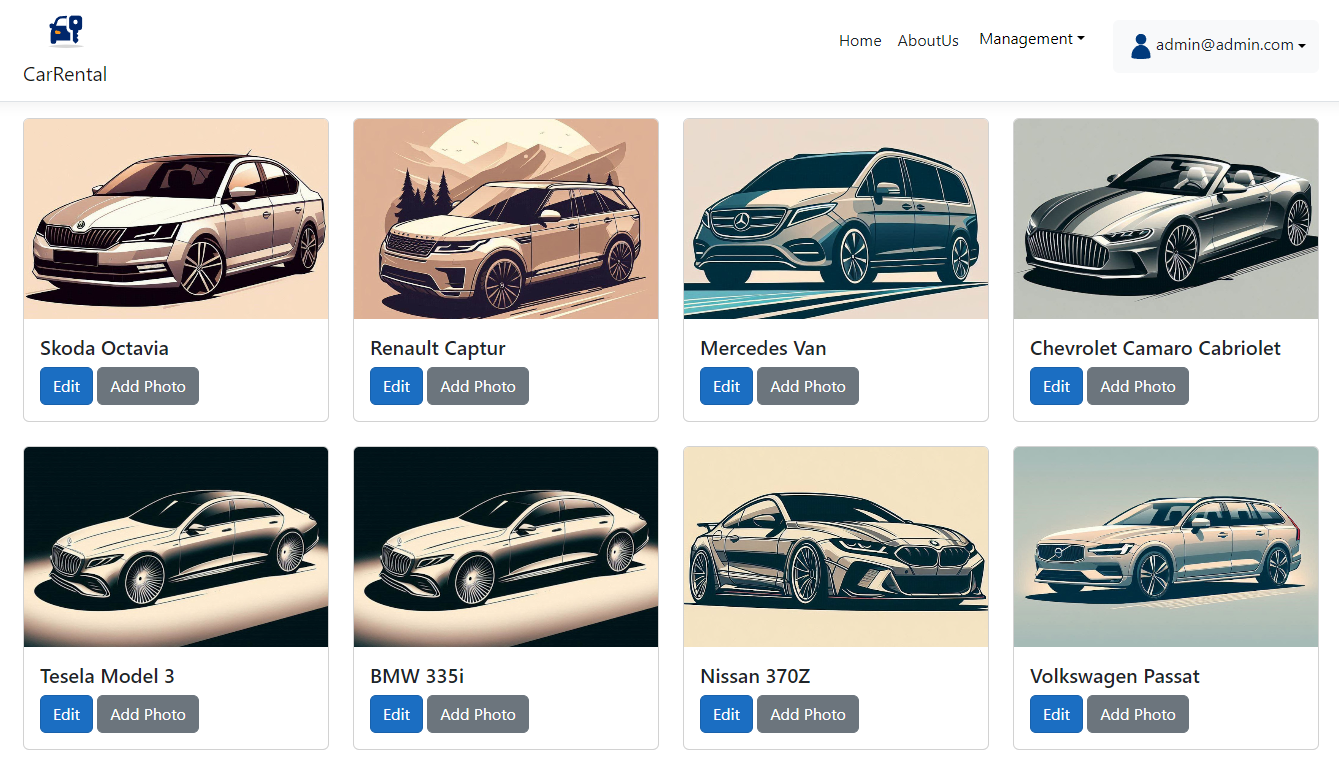 Home AboutUs Management admin@admin.com
CarRental
Skoda Octavia
Edit Add Photo
Renault Captur
Edit Add Photo
Mercedes Van
Edit Add Photo
Chevrolet Camaro Cabriolet
Edit Add Photo
Tesela Model 3
Edit Add Photo
BMW 335i
Edit Add Photo
Nissan 370Z
Edit Add Photo
Volkswagen Passat
Edit Add Photo